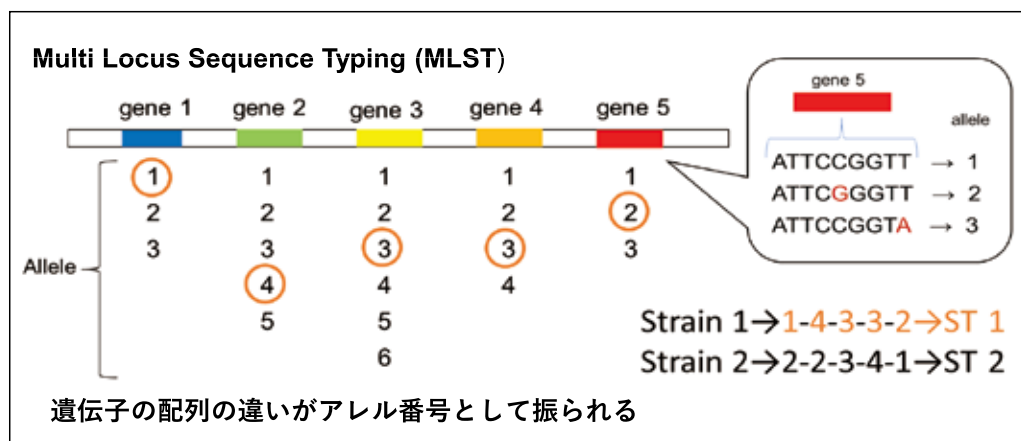 Multi Locus Sequence Typing (MLST)
gene 1 gene 2 gene 3 gene 4 gene 5
Allele
1 1 1 1 1
2 2 2 2 2
3 3 3 3 3
4 4 4
5 5
6
gene 5
allele
ATTCCGGTT → 1
ATTCGGGTT → 2
ATTCCGGTA → 3
Strain 1→1-4-3-3-2→ST 1
Strain 2→2-2-3-4-1→ST 2
遺伝子の配列の違いがアレル番号として振られる